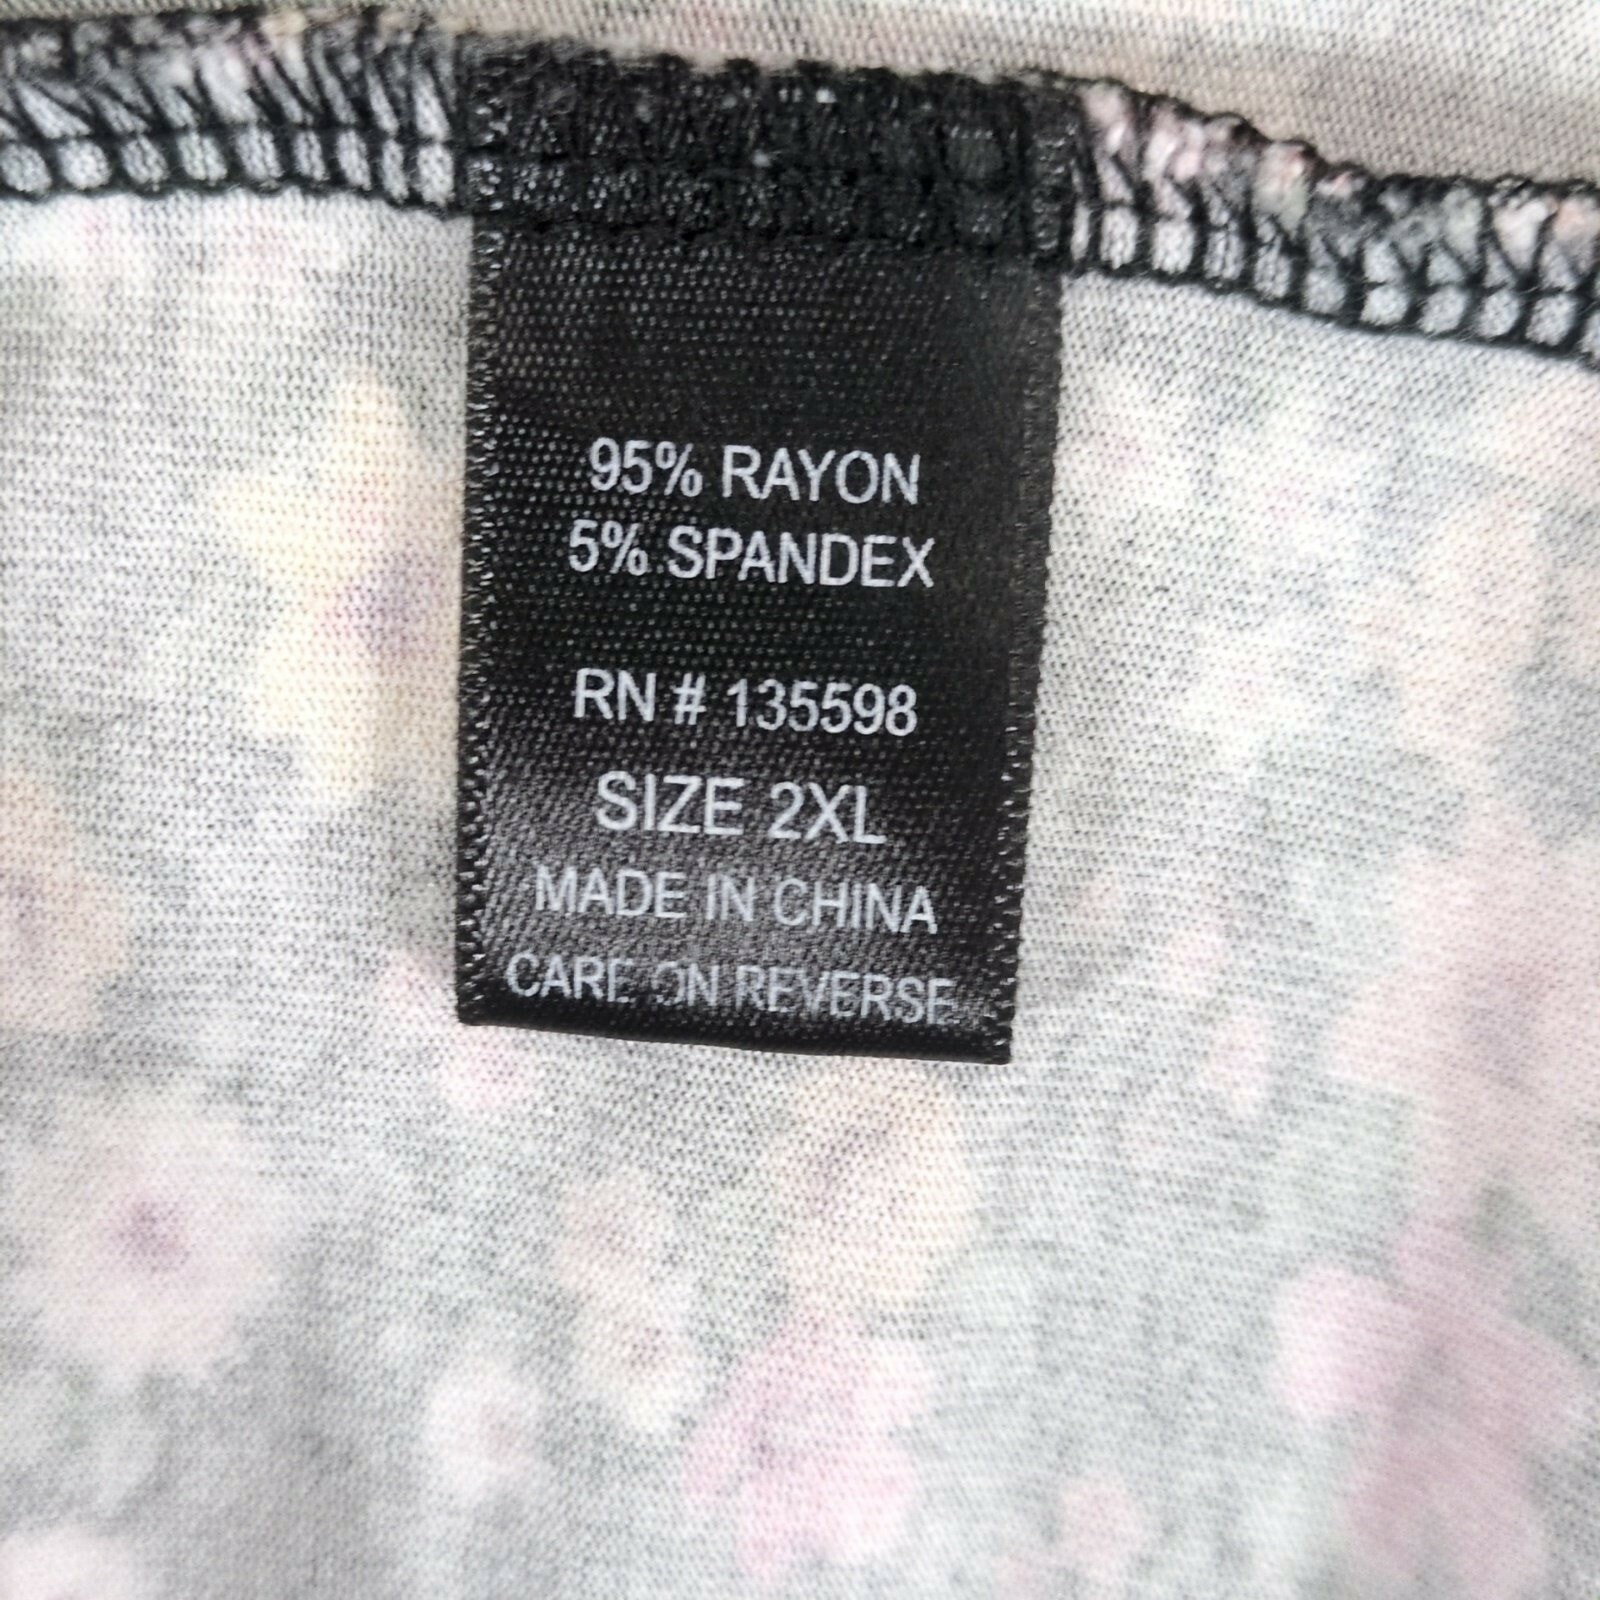 95% RAYON
5% SPANDEX
RN # 135598
SIZE 2XL
MADE IN CHINA
CARE ON REVERSE